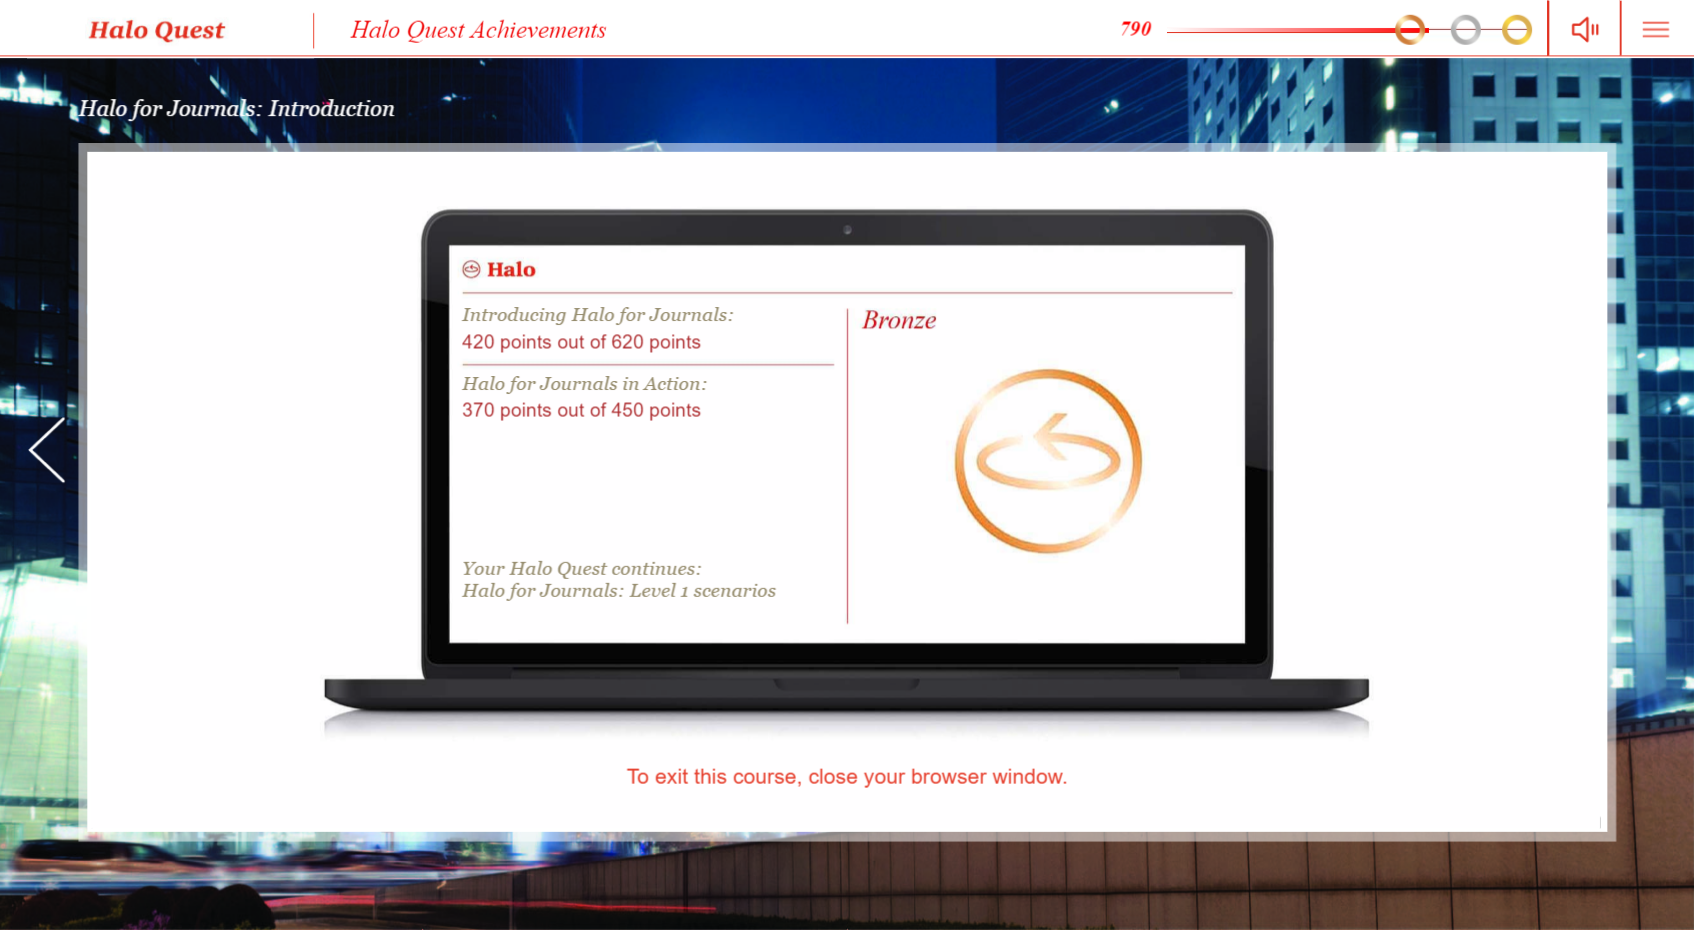 Halo Quest
Halo Quest Achievements
790
Halo for Journals: Introduction
Halo
Introducing Halo for Journals:
420 points out of 620 points
Halo for Journals in Action:
370 points out of 450 points
Your Halo Quest continues:
Halo for Journals: Level 1 scenarios
Bronze
To exit this course, close your browser window.